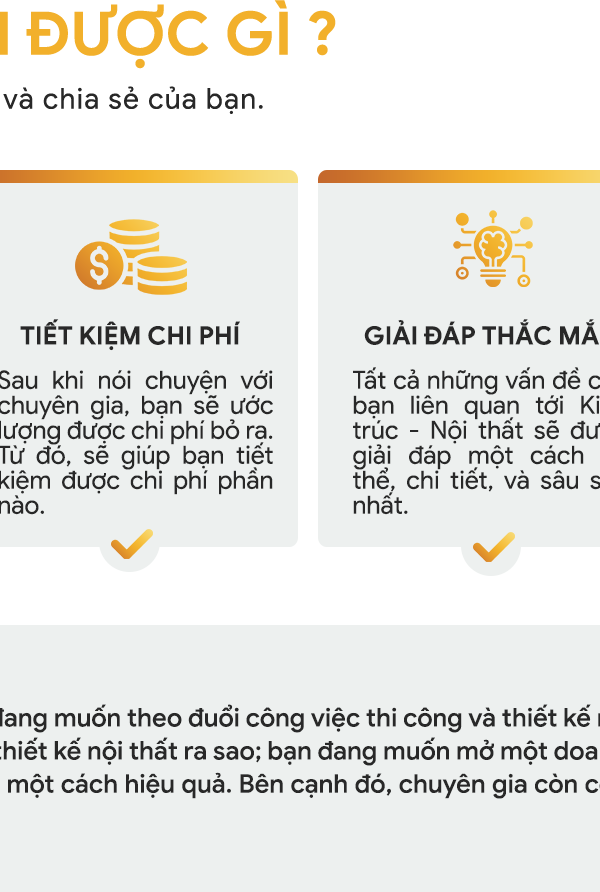 I ĐƯỢC GÌ ?
và chia sẻ của bạn.
TIẾT KIỆM CHI PHÍ
Sau khi nói chuyện với
chuyên gia, bạn sẽ ước
lượng được chi phí bỏ ra.
Từ đó, sẽ giúp bạn tiết
kiệm được chi phí phần
nào.
GIẢI ĐÁP THẮC MẮ
Tất cả những vấn đề c
bạn liên quan tới Ki
trúc - Nội thất sẽ đư
giải đáp một cách
thể, chi tiết, và sâu s
nhất.
đang muốn theo đuổi công việc thi công và thiết kế
thiết kế nội thất ra sao; bạn đang muốn mở một doa
một cách hiệu quả. Bên cạnh đó, chuyên gia còn c